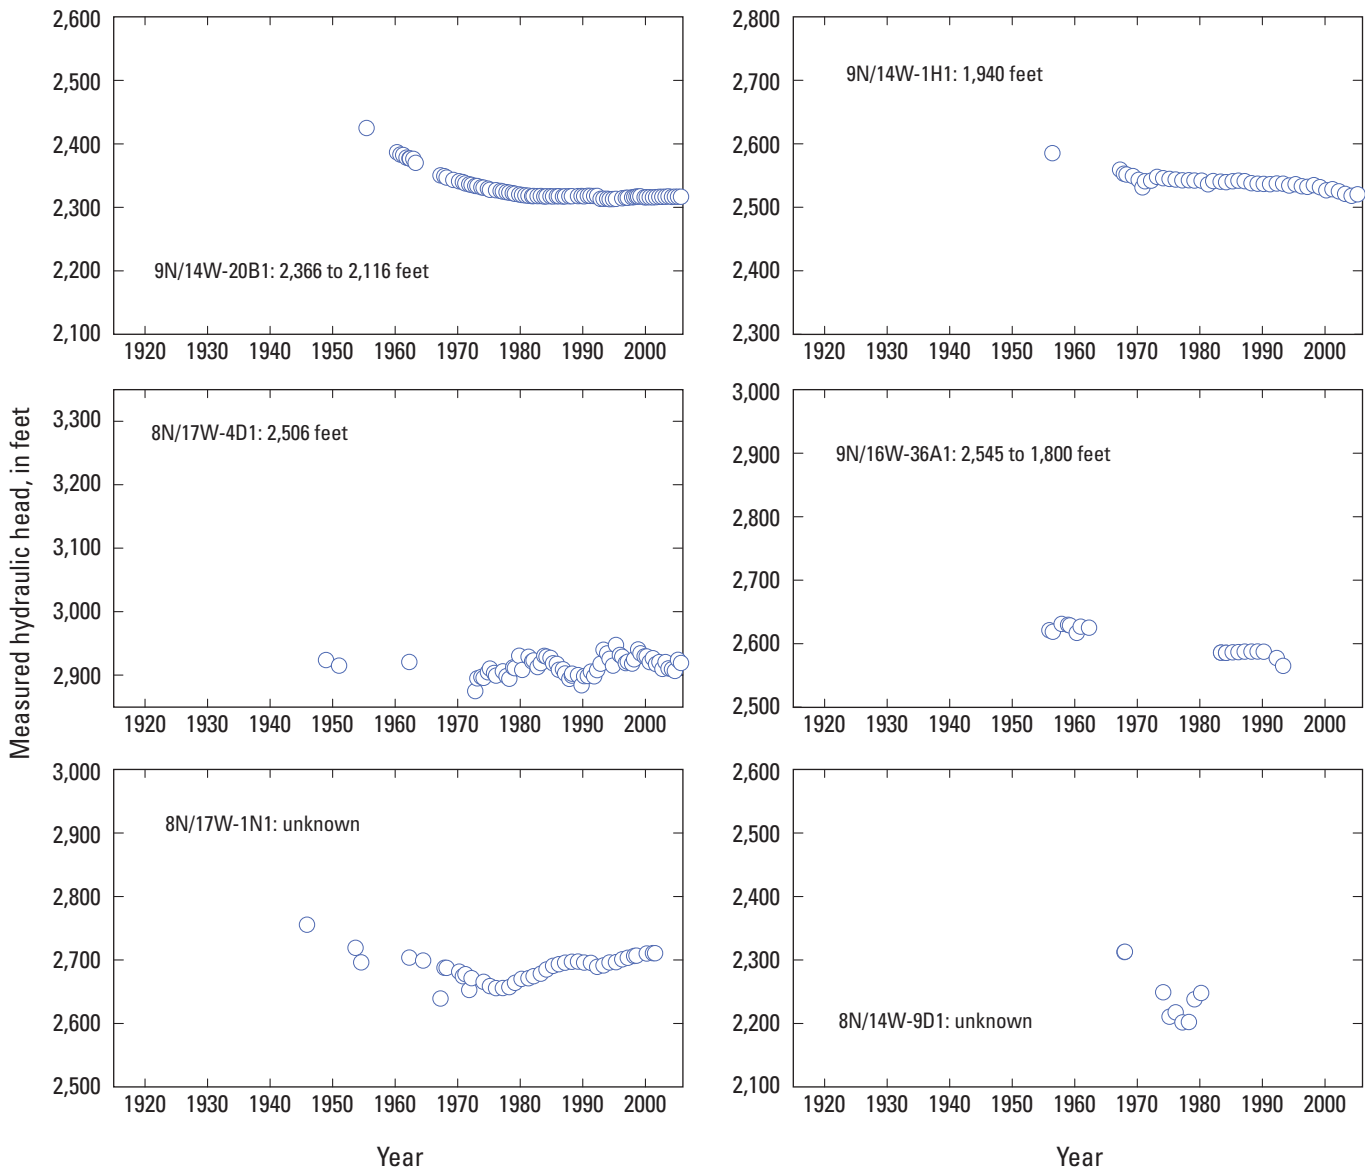 2,600
2,500
2,400
2,300
2,200
2,100
9N/14W-20B1: 2,366 to 2,116 feet
1920 1930 1940 1950 1960 1970 1980 1990 2000
2,800
2,700
2,600
2,500
2,400
2,300
9N/14W-1H1: 1,940 feet
1920 1930 1940 1950 1960 1970 1980 1990 2000
Measured hydraulic head, in feet
3,300
3,200
3,100
3,000
2,900
8N/17W-4D1: 2,506 feet
1920 1930 1940 1950 1960 1970 1980 1990 2000
3,000
2,900
2,800
2,700
2,600
2,500
9N/16W-36A1: 2,545 to 1,800 feet
1920 1930 1940 1950 1960 1970 1980 1990 2000
3,000
2,900
2,800
2,700
2,600
2,500
8N/17W-1N1: unknown
1920 1930 1940 1950 1960 1970 1980 1990 2000
Year
2,600
2,500
2,400
2,300
2,200
2,100
8N/14W-9D1: unknown
1920 1930 1940 1950 1960 1970 1980 1990 2000
Year